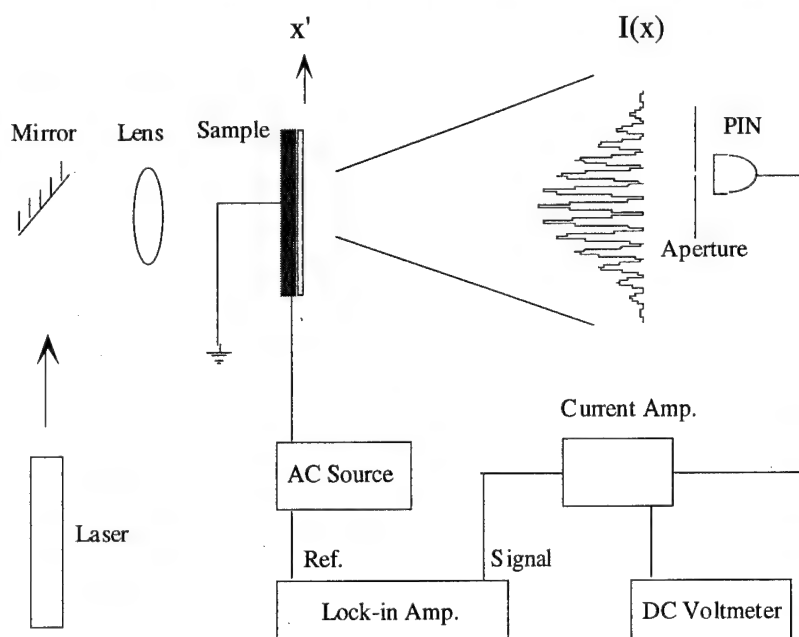 x' I(x)
Mirror Lens Sample PIN
Aperture
Current Amp.
AC Source
Laser
Ref. Signal
Lock-in Amp. DC Voltmeter